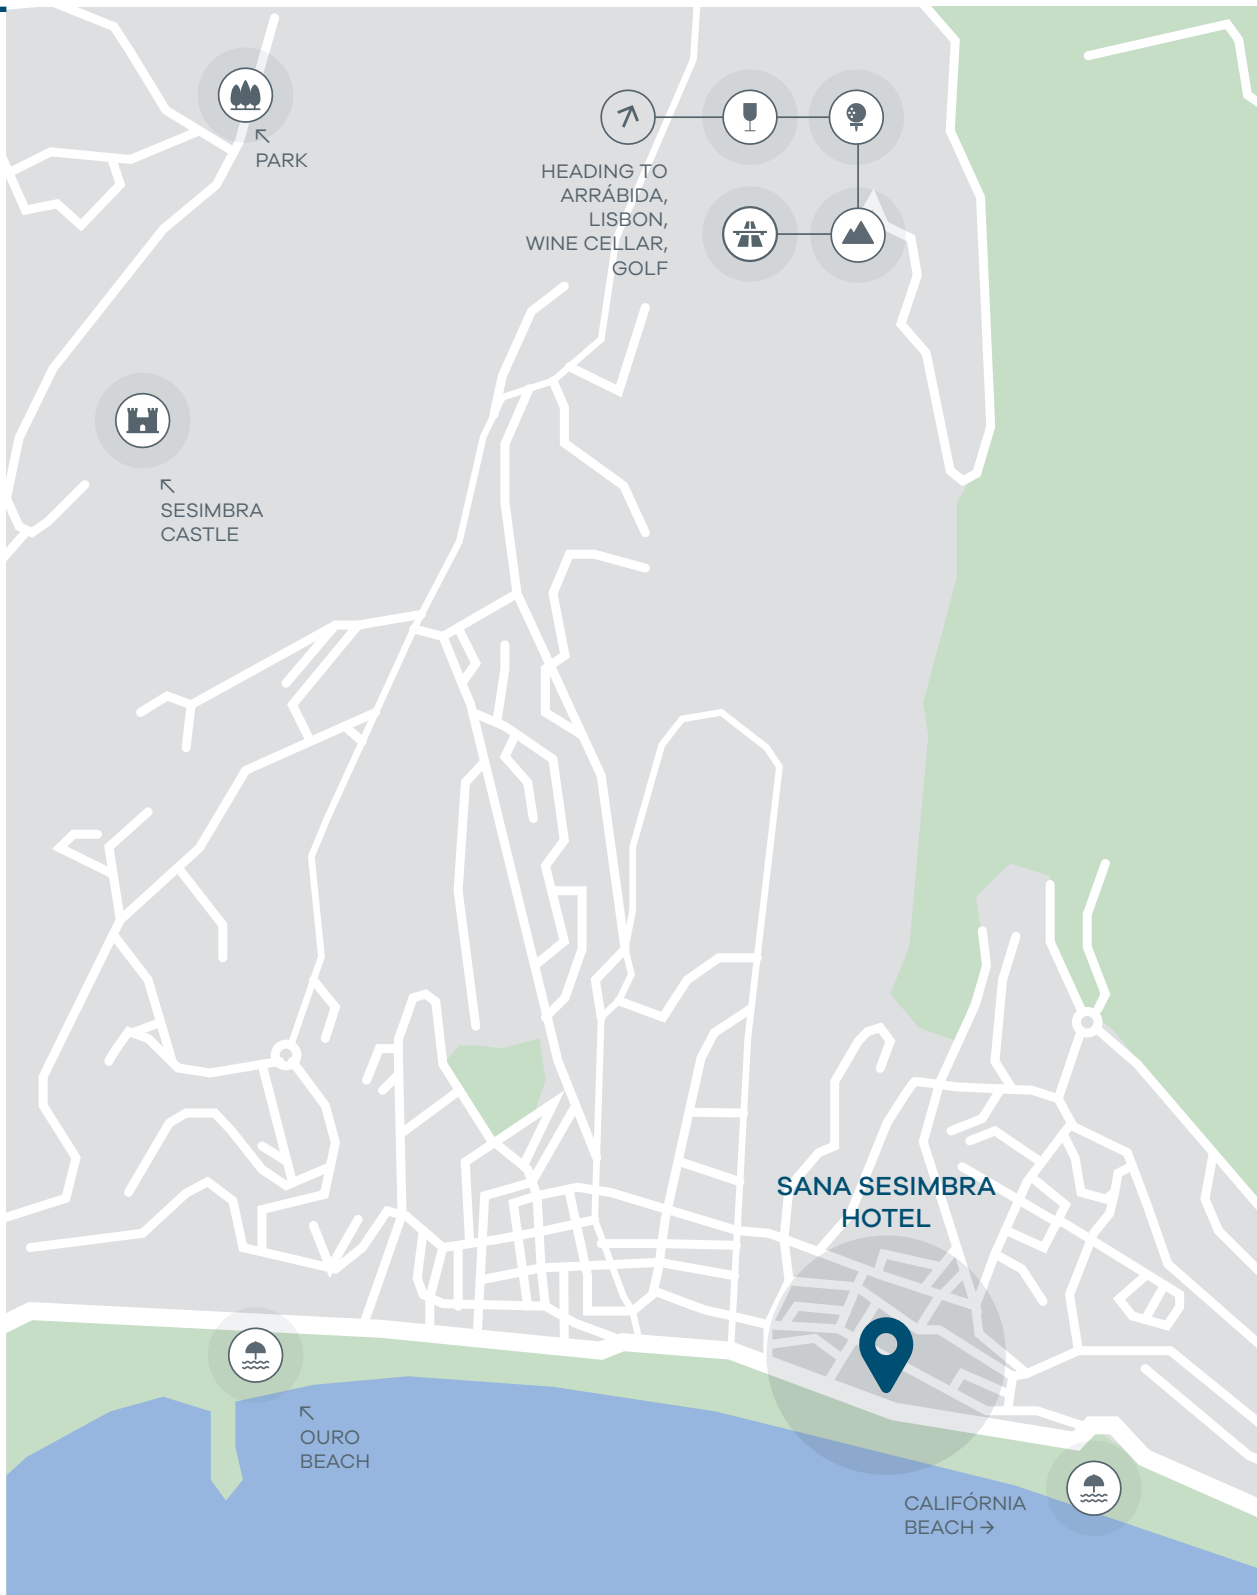 PARK
HEADING TO
ARRÁBIDA,
LISBON,
WINE CELLAR,
GOLF
SESIMBRA
CASTLE
SANA SESIMBRA
HOTEL
OURO
BEACH
CALIFÓRNIA
BEACH →